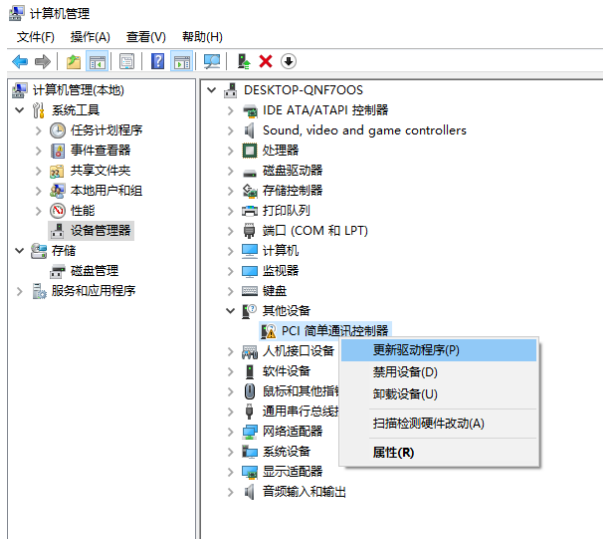 计算机管理
文件(F) 操作(A) 查看(V) 帮助(H)
计算机管理(本地)
系统工具
任务计划程序
事件查看器
共享文件夹
本地用户和组
性能
设备管理器
存储
磁盘管理
服务和应用程序
DESKTOP-QNF7OOS
IDE ATA/ATAPI 控制器
Sound, video and game controllers
处理器
磁盘驱动器
存储控制器
打印队列
端口 (COM 和 LPT)
计算机
监视器
键盘
其他设备
PCI 简单通讯控制器
人机接口设备
软件设备
鼠标和其他指
通用串行总线
网络适配器
系统设备
显示适配器
音频输入和输出
更新驱动程序(P)
禁用设备(D)
卸载设备(U)
扫描检测硬件改动(A)
属性(R)